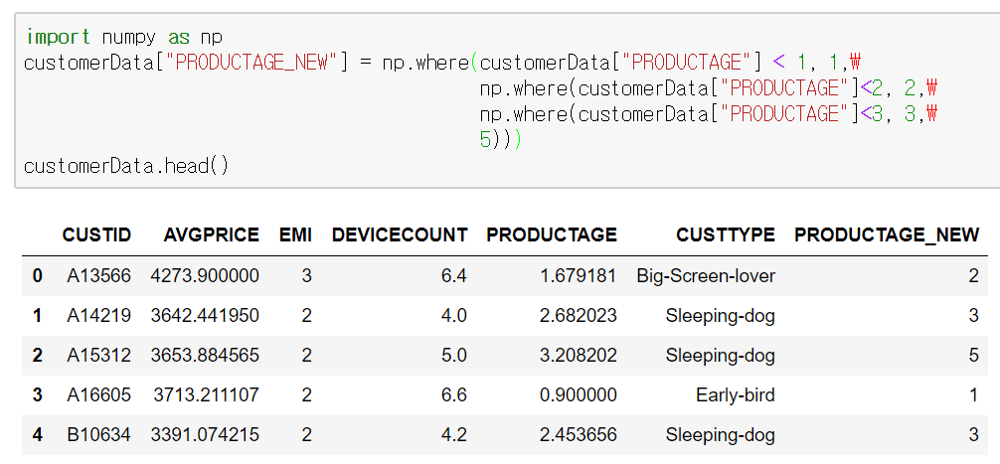 import numpy as np
customerData["PRODUCTAGE_NEW"] = np.where(customerData["PRODUCTAGE"] < 1, 1,₩
np.where(customerData["PRODUCTAGE"]<2, 2,₩
np.where(customerData["PRODUCTAGE"]<3, 3,₩
5)))
customerData.head()
CUSTID AVGPRICE EMI DEVICECOUNT PRODUCTAGE CUSTTYPE PRODUCTAGE_NEW
0 A13566 4273.900000 3 6.4 1.679181 Big-Screen-lover 2
1 A14219 3642.441950 2 4.0 2.682023 Sleeping-dog 3
2 A15312 3653.884565 2 5.0 3.208202 Sleeping-dog 5
3 A16605 3713.211107 2 6.6 0.900000 Early-bird 1
4 B10634 3391.074215 2 4.2 2.453656 Sleeping-dog 3